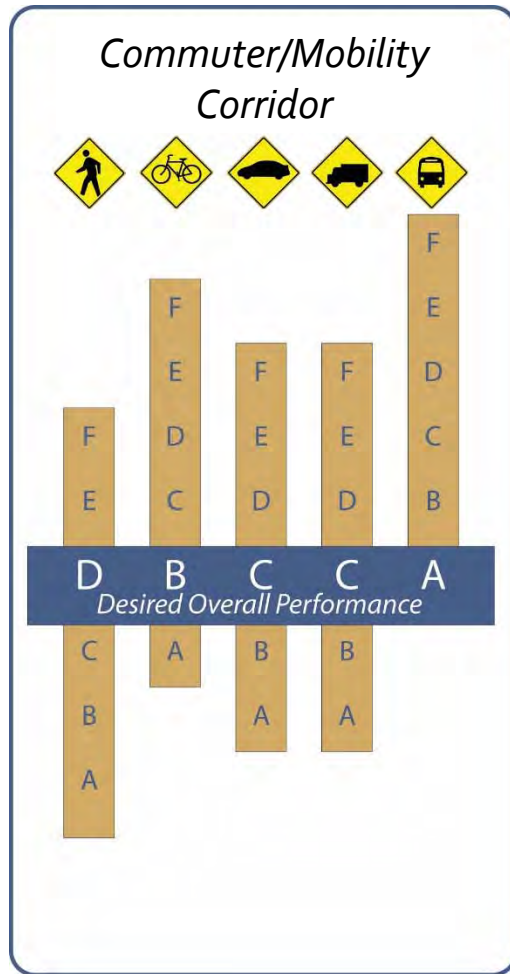 Commuter/Mobility
Corridor
F
F E
F F E D
F E E E D C
E C D D B
D B C C A
Desired Overall Performance
C A B B
B A A
A